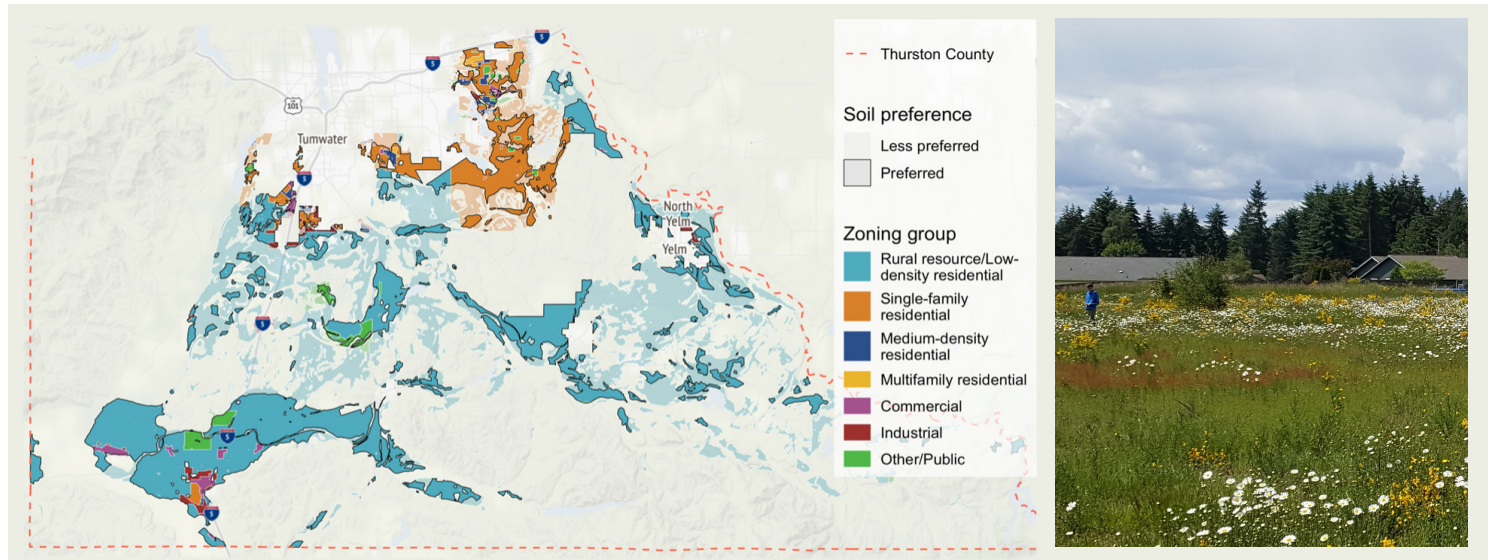 5
5
101
Tumwater
5
North
Yelm
Yelm
5
5
5
Thurston County
Soil preference
Less preferred
Preferred
Zoning group
Rural resource/Low-
density residential
Single-family
residential
Medium-density
residential
Multifamily residential
Commercial
Industrial
Other/Public